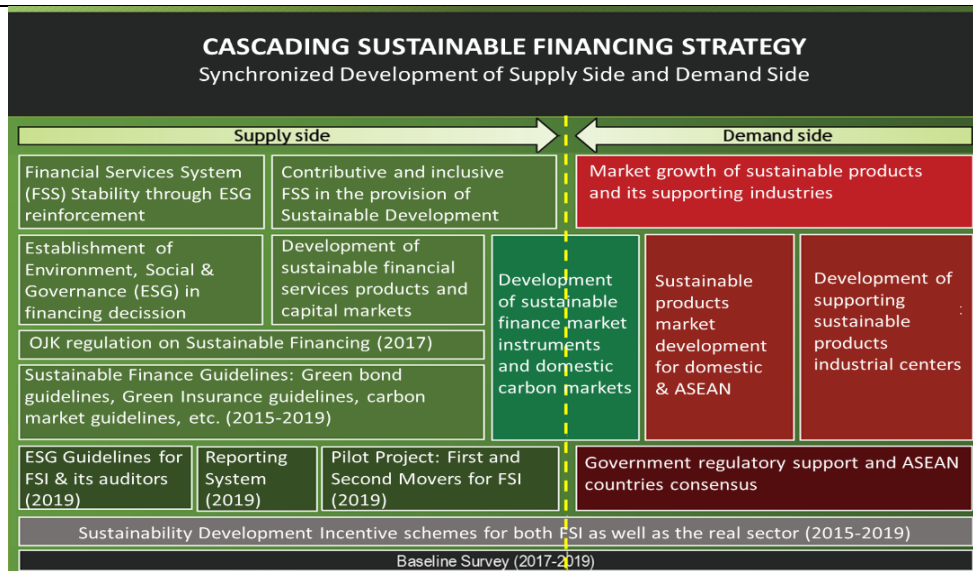 CASCADING SUSTAINABLE FINANCING STRATEGY
Synchronized Development of Supply Side and Demand Side
Supply side
Demand side
Financial Services System
(FSS) Stability through ESG
reinforcement
Contributive and inclusive
FSS in the provision of
Sustainable Development
Market growth of sustainable products
and its supporting industries
Establishment of
Environment, Social &
Governance (ESG) in
financing decission
Development of
sustainable financial
services products and
capital markets
Development
of sustainable
finance market
instruments
and domestic
carbon markets
Sustainable
products
market
development
for domestic
& ASEAN
Development of
supporting
sustainable
products
industrial centers
:
OJK regulation on Sustainable Financing (2017)
Sustainable Finance Guidelines: Green bond
guidelines, Green Insurance guidelines, carbon
market guidelines, etc. (2015-2019)
ESG Guidelines for
FSI & its auditors
(2019)
Reporting
System
(2019)
Pilot Project: First and
Second Movers for FSI
(2019)
Government regulatory support and ASEAN
countries consensus
Sustainability Development Incentive schemes for both FSI as well as the real sector (2015-2019)
Baseline Survey (2017-2019)